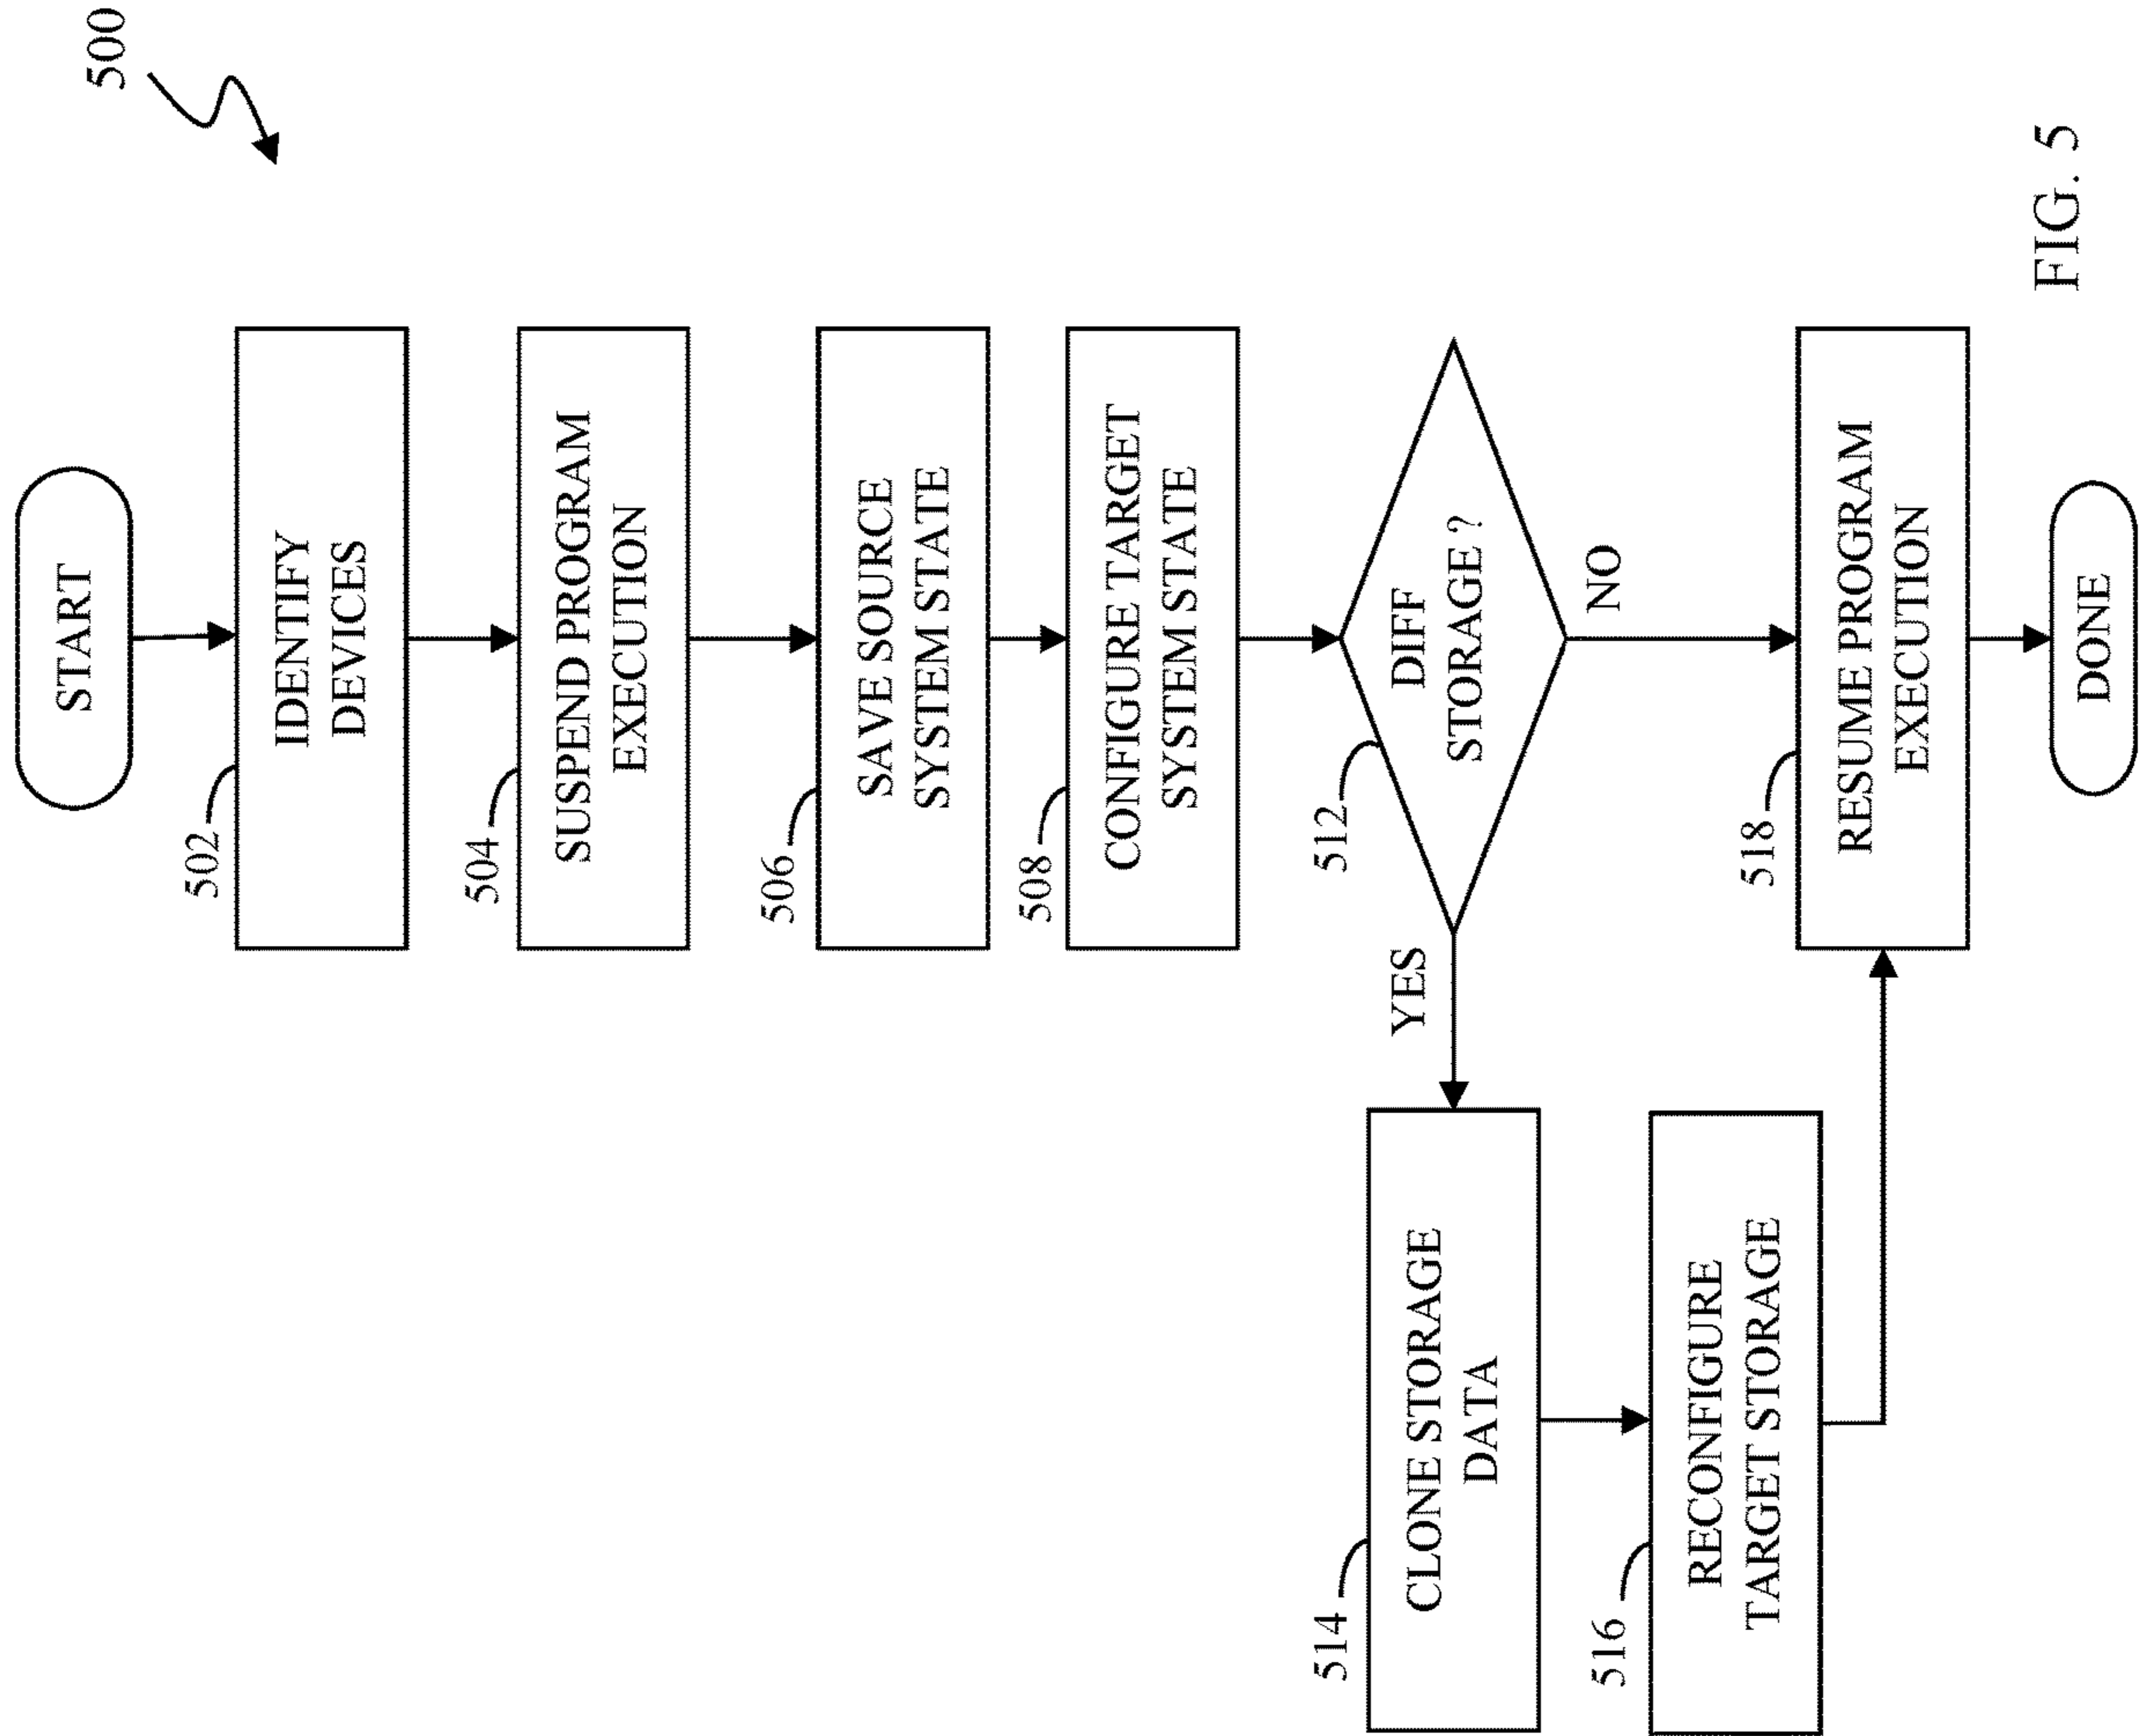 500
START
502
IDENTIFY
DEVICES
504
SUSPEND PROGRAM
EXECUTION
506
SAVE SOURCE
SYSTEM STATE
508
CONFIGURE TARGET
SYSTEM STATE
512
DIFF
STORAGE ?
YES
NO
514
CLONE STORAGE
DATA
516
RECONFIGURE
TARGET STORAGE
518
RESUME PROGRAM
EXECUTION
DONE
FIG. 5